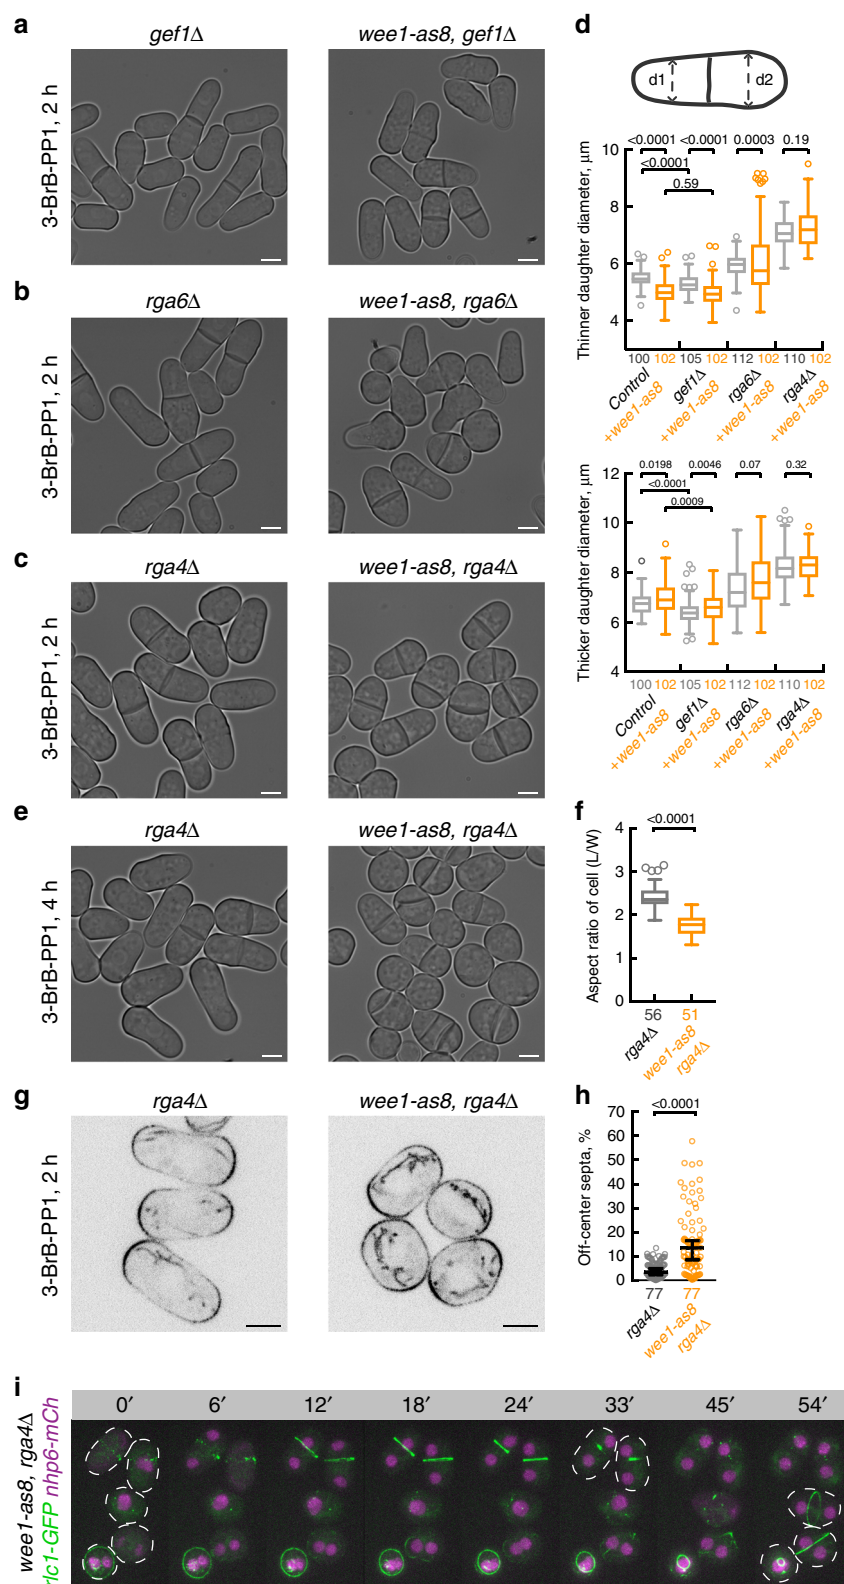 a
gef1Δ
wee1-as8, gef1Δ
3-BrB-PP1, 2 h
b
rga6Δ
wee1-as8, rga6Δ
3-BrB-PP1, 2 h
c
rga4Δ
wee1-as8, rga4Δ
3-BrB-PP1, 2 h
d
d1
d2
<0.0001
<0.0001
0.0003
0.19
<0.0001
0.59
Thinner daughter diameter, μm
10
8
6
4
100
102
105
102
112
102
110
102
Control
+wee1-as8
gef1Δ
+wee1-as8
rga6Δ
+wee1-as8
rga4Δ
+wee1-as8
0.0198
0.0046
0.07
0.32
<0.0001
0.0009
Thicker daughter diameter, μm
12
10
8
6
4
100
102
105
102
112
102
110
102
Control
+wee1-as8
gef1Δ
+wee1-as8
rga6Δ
+wee1-as8
rga4Δ
+wee1-as8
e
rga4Δ
wee1-as8, rga4Δ
3-BrB-PP1, 4 h
f
<0.0001
Aspect ratio of cell (L/W)
4
3
2
1
0
56
51
rga4Δ
wee1-as8
rga4Δ
g
rga4Δ
wee1-as8, rga4Δ
3-BrB-PP1, 2 h
h
<0.0001
Off-center septa, %
70
60
50
40
30
20
10
0
77
77
rga4Δ
wee1-as8
rga4Δ
i
0′
6′
12′
18′
24′
33′
45′
54′
wee1-as8, rga4Δ
rlc1-GFP nhp6-mCh